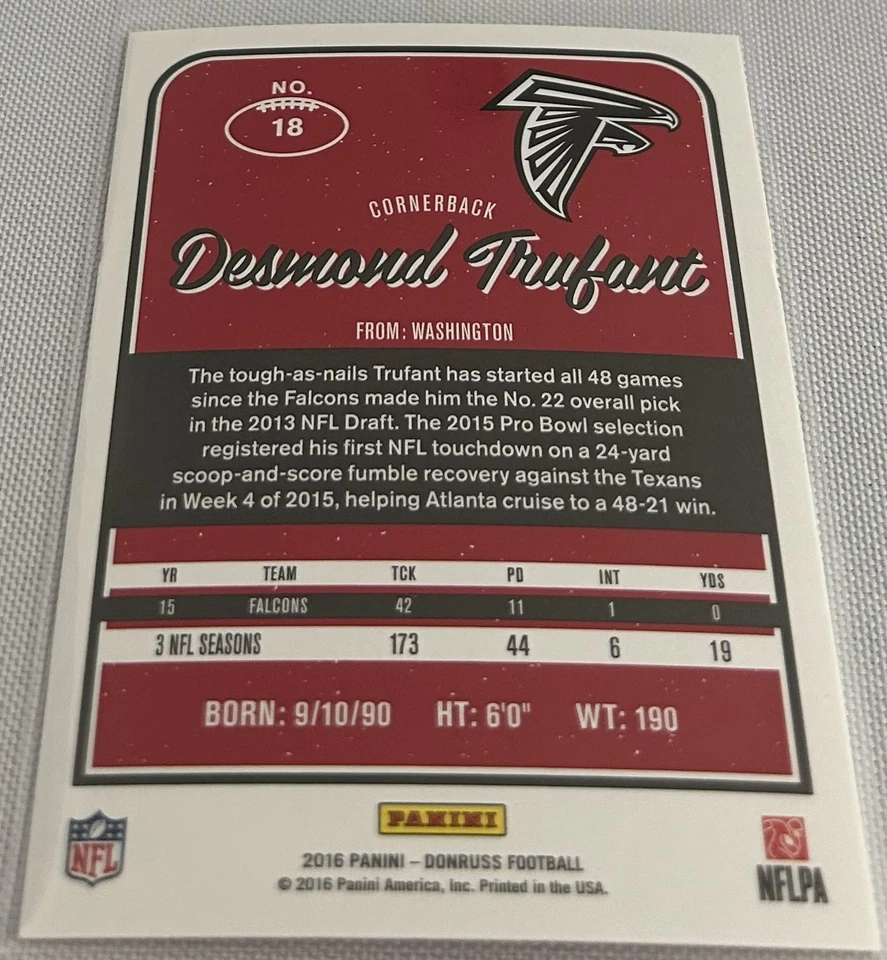 NO.
18
CORNERBACK
Desmond Trufant
FROM: WASHINGTON
The tough-as-nails Trufant has started all 48 games
since the Falcons made him the No. 22 overall pick
in the 2013 NFL Draft. The 2015 Pro Bowl selection
registered his first NFL touchdown on a 24-yard
scoop-and-score fumble recovery against the Texans
in Week 4 of 2015, helping Atlanta cruise to a 48-21 win.
YR TEAM TCK PD INT YDS
15 FALCONS 42 11 1 0
3 NFL SEASONS 173 44 6 19
BORN: 9/10/90 HT: 6'0" WT: 190
PANINI
NFL
2016 PANINI – DONRUSS FOOTBALL
© 2016 Panini America, Inc. Printed in the USA.
NFLPA